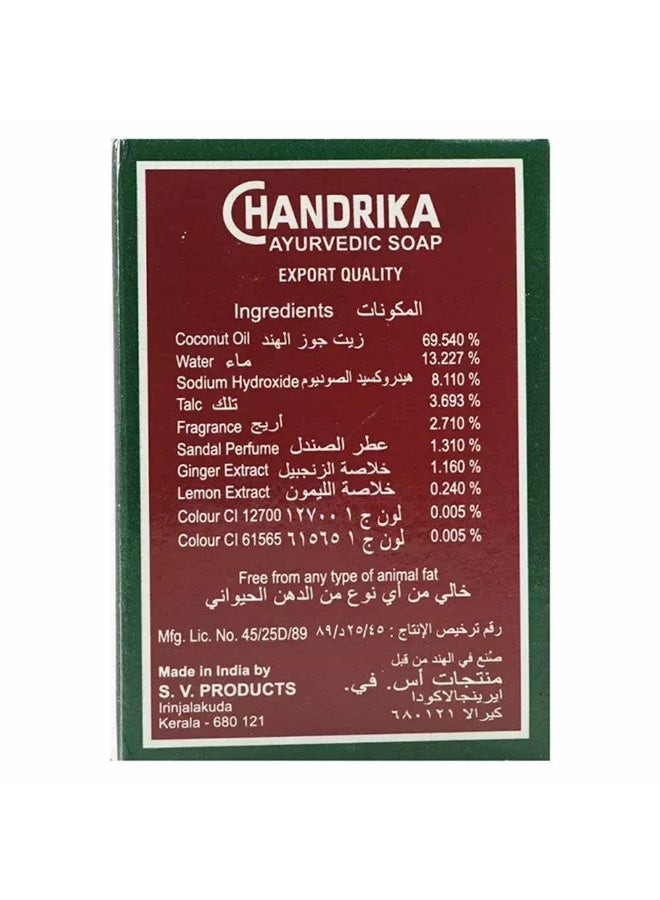 CHANDRIKA
AYURVEDIC SOAP
EXPORT QUALITY
Ingredients المكونات
Coconut Oil زيت جوز الهند 69.540 %
Water ماء 13.227 %
Sodium Hydroxide هيدروكسيد الصوديوم 8.110 %
Talc تلك 3.693 %
Fragrance أريج 2.710 %
Sandal Perfume عطر الصندل 1.310 %
Ginger Extract خلاصة الزنجبيل 1.160 %
Lemon Extract خلاصة الليمون 0.240 %
Colour CI 12700 لون ج ا ١٢٧٠٠ 0.005 %
Colour CI 61565 لون ج ا ٦١٥٦٥ 0.005 %
Free from any type of animal fat
خالي من أي نوع من الدهن الحيواني
Mfg. Lic. No. 45/25D/89 رقم ترخيص الإنتاج : ٤٥/٢٥د/٨٩
Made in India by صنع في الهند من قبل
S. V. PRODUCTS منتجات أس. في.
Irinjalakuda ايرينجالاكودا
Kerala - 680 121 كيرالا ٦٨٠١٢١